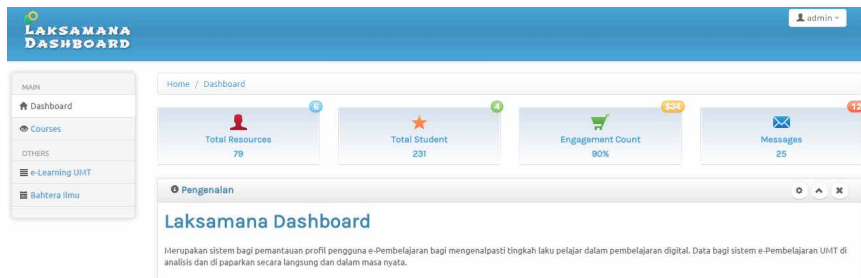 LAKSAMANA
DASHBOARD
admin
MAIN
Dashboard
Courses
OTHERS
e-Learning UMT
Bahtera Ilmu
Home / Dashboard
6
Total Resources
79
4
Total Student
231
$34
Engagement Count
90%
12
Messages
25
Pengenalan
Laksamana Dashboard
Merupakan sistem bagi pemantauan profil pengguna e-Pembelajaran bagi mengenalpasti tingkah laku pelajar dalam pembelajaran digital. Data bagi sistem e-Pembelajaran UMT di
analisis dan di paparkan secara langsung dan dalam masa nyata.